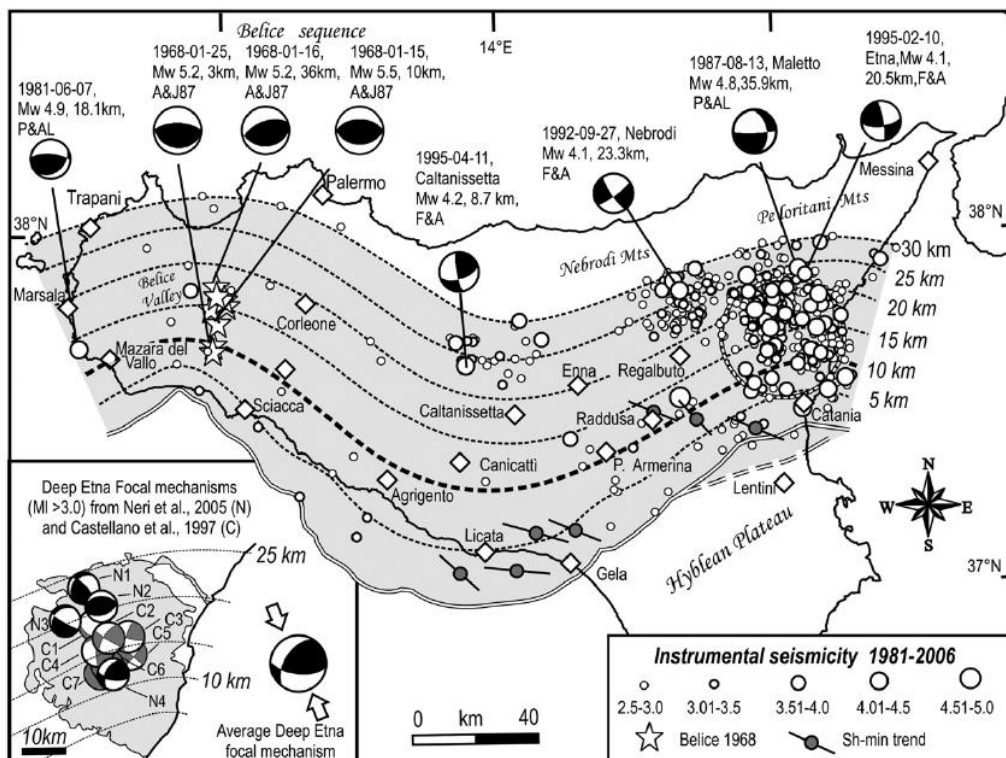 Belice sequence
14°E
1968-01-25,
Mw 5.2, 3km,
A&J87
1968-01-16,
Mw 5.2, 36km,
A&J87
1968-01-15,
Mw 5.5, 10km,
A&J87
1981-06-07,
Mw 4.9, 18.1km,
P&AL
1995-04-11,
Caltanissetta
Mw 4.2, 8.7 km,
F&A
1992-09-27, Nebrodi
Mw 4.1, 23.3km,
F&A
1987-08-13, Maletto
Mw 4.8,35.9km,
P&AL
1995-02-10,
Etna,Mw 4.1,
20.5km,F&A
Messina
Palermo
Trapani
38°N
38°N
Peloritani Mts
Nebrodi Mts
30 km
25 km
20 km
15 km
10 km
5 km
Belice
Valley
Marsala
Corleone
Mazara del
Vallo
Enna
Regalbuto
Sciacca
Caltanissetta
Raddusa
Catania
Canicatti
P. Armerina
Agrigento
Lentini
Licata
Gela
Hyblean Plateau
37°N
N
W
E
S
Deep Etna Focal mechanisms
(Ml >3.0) from Neri et al., 2005 (N)
and Castellano et al., 1997 (C)
25 km
N1
N2
C2
N3
C3
C5
C1
C4
C6
C7
N4
10 km
10km
Average Deep Etna
focal mechanism
0 km 40
Instrumental seismicity 1981-2006
2.5-3.0 3.01-3.5 3.51-4.0 4.01-4.5 4.51-5.0
Belice 1968 Sh-min trend